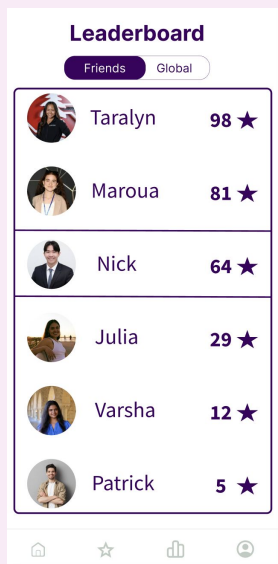 Leaderboard
Friends Global
Taralyn 98 ★
Maroua 81 ★
Nick 64 ★
Julia 29 ★
Varsha 12 ★
Patrick 5 ★